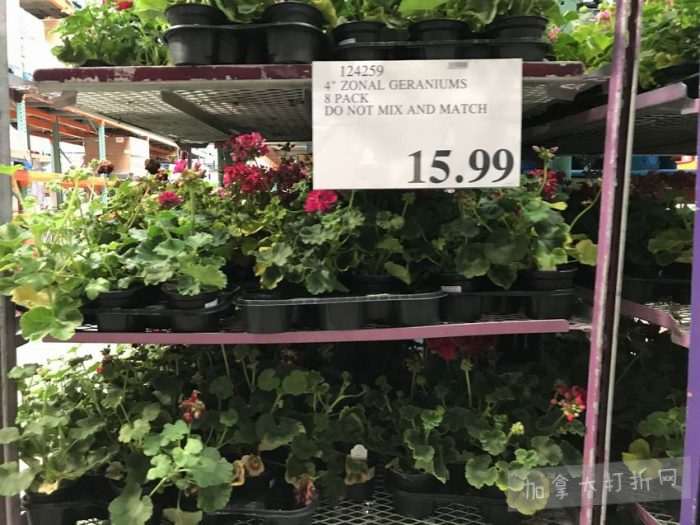 124259
4" ZONAL GERANIUMS
8 PACK
DO NOT MIX AND MATCH
15.99
加拿大打折网